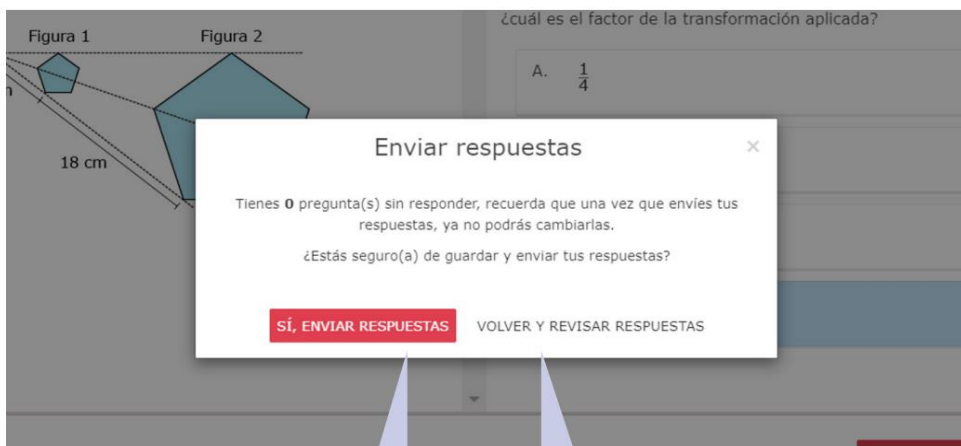 ¿cuál es el factor de la transformación aplicada?
Figura 1
Figura 2
18 cm
A. 1/4
Enviar respuestas
×
Tienes 0 pregunta(s) sin responder, recuerda que una vez que envíes tus
respuestas, ya no podrás cambiarlas.
¿Estás seguro(a) de guardar y enviar tus respuestas?
SÍ, ENVIAR RESPUESTAS
VOLVER Y REVISAR RESPUESTAS